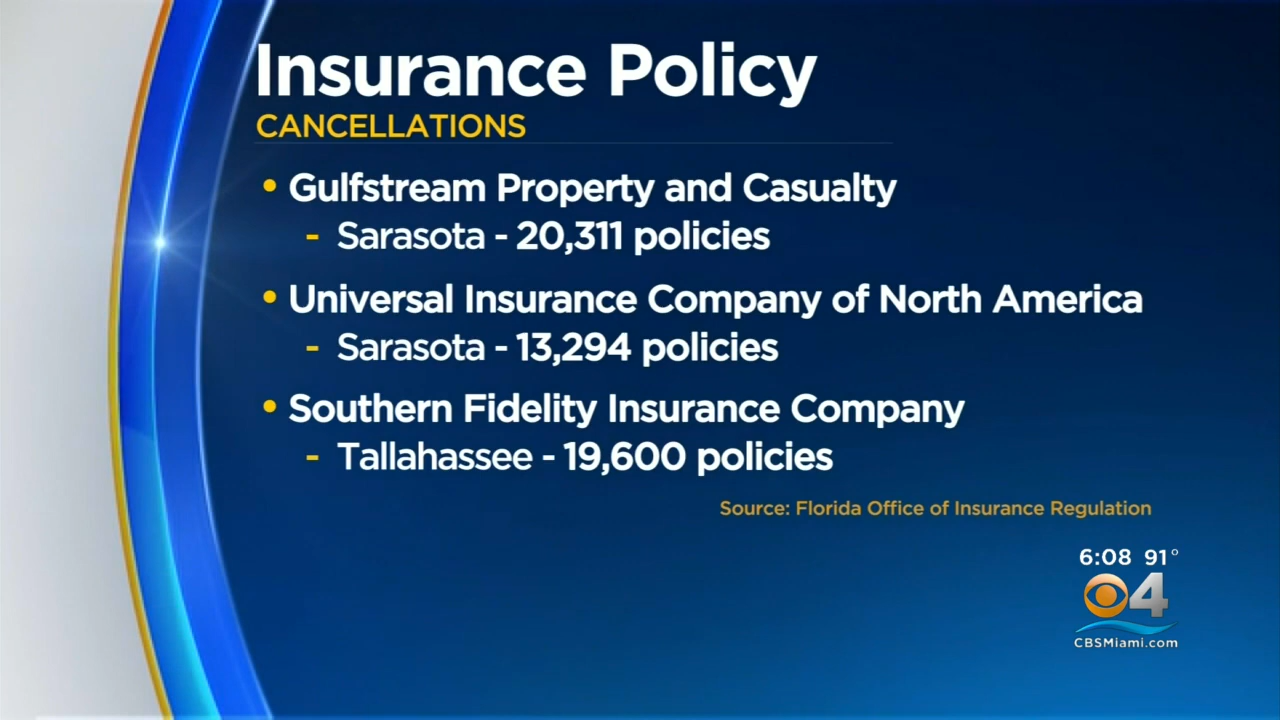 Insurance Policy
CANCELLATIONS
• Gulfstream Property and Casualty
- Sarasota - 20,311 policies
• Universal Insurance Company of North America
- Sarasota - 13,294 policies
• Southern Fidelity Insurance Company
- Tallahassee - 19,600 policies
Source: Florida Office of Insurance Regulation
6:08 91°
4
CBSMiami.com